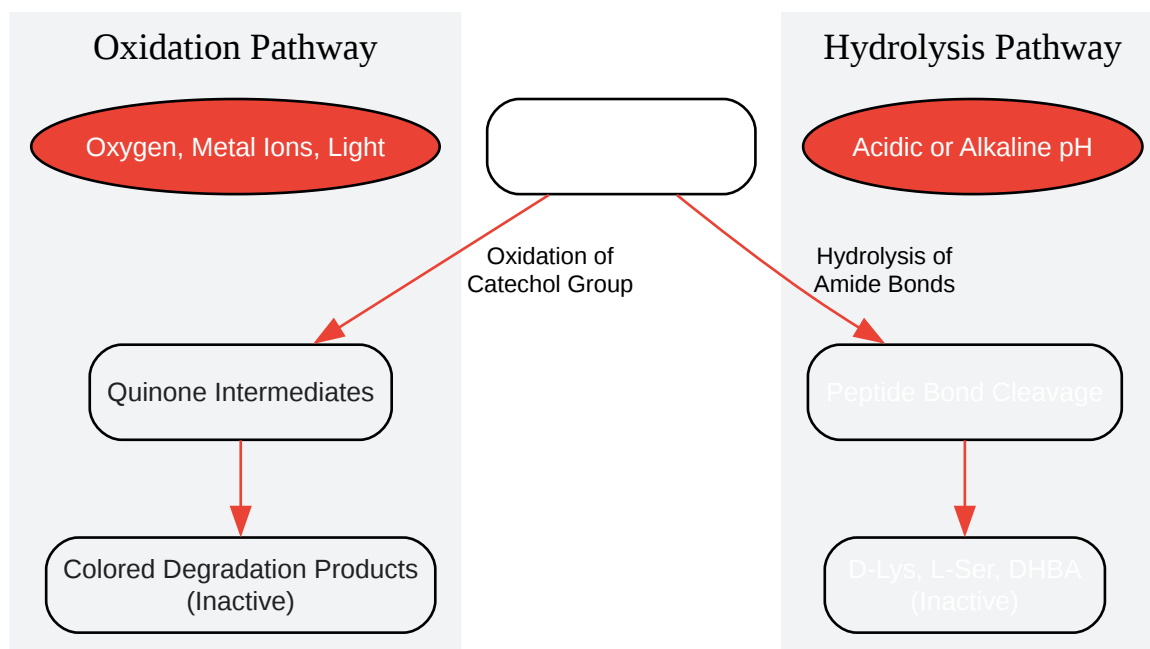 Oxidation Pathway
Hydrolysis Pathway
Oxygen, Metal Ions, Light
Acidic or Alkaline pH
Oxidation of
Catechol Group
Hydrolysis of
Amide Bonds
Quinone Intermediates
Peptide Bond Cleavage
Colored Degradation Products
(Inactive)
D-Lys, L-Ser, DHBA
(Inactive)